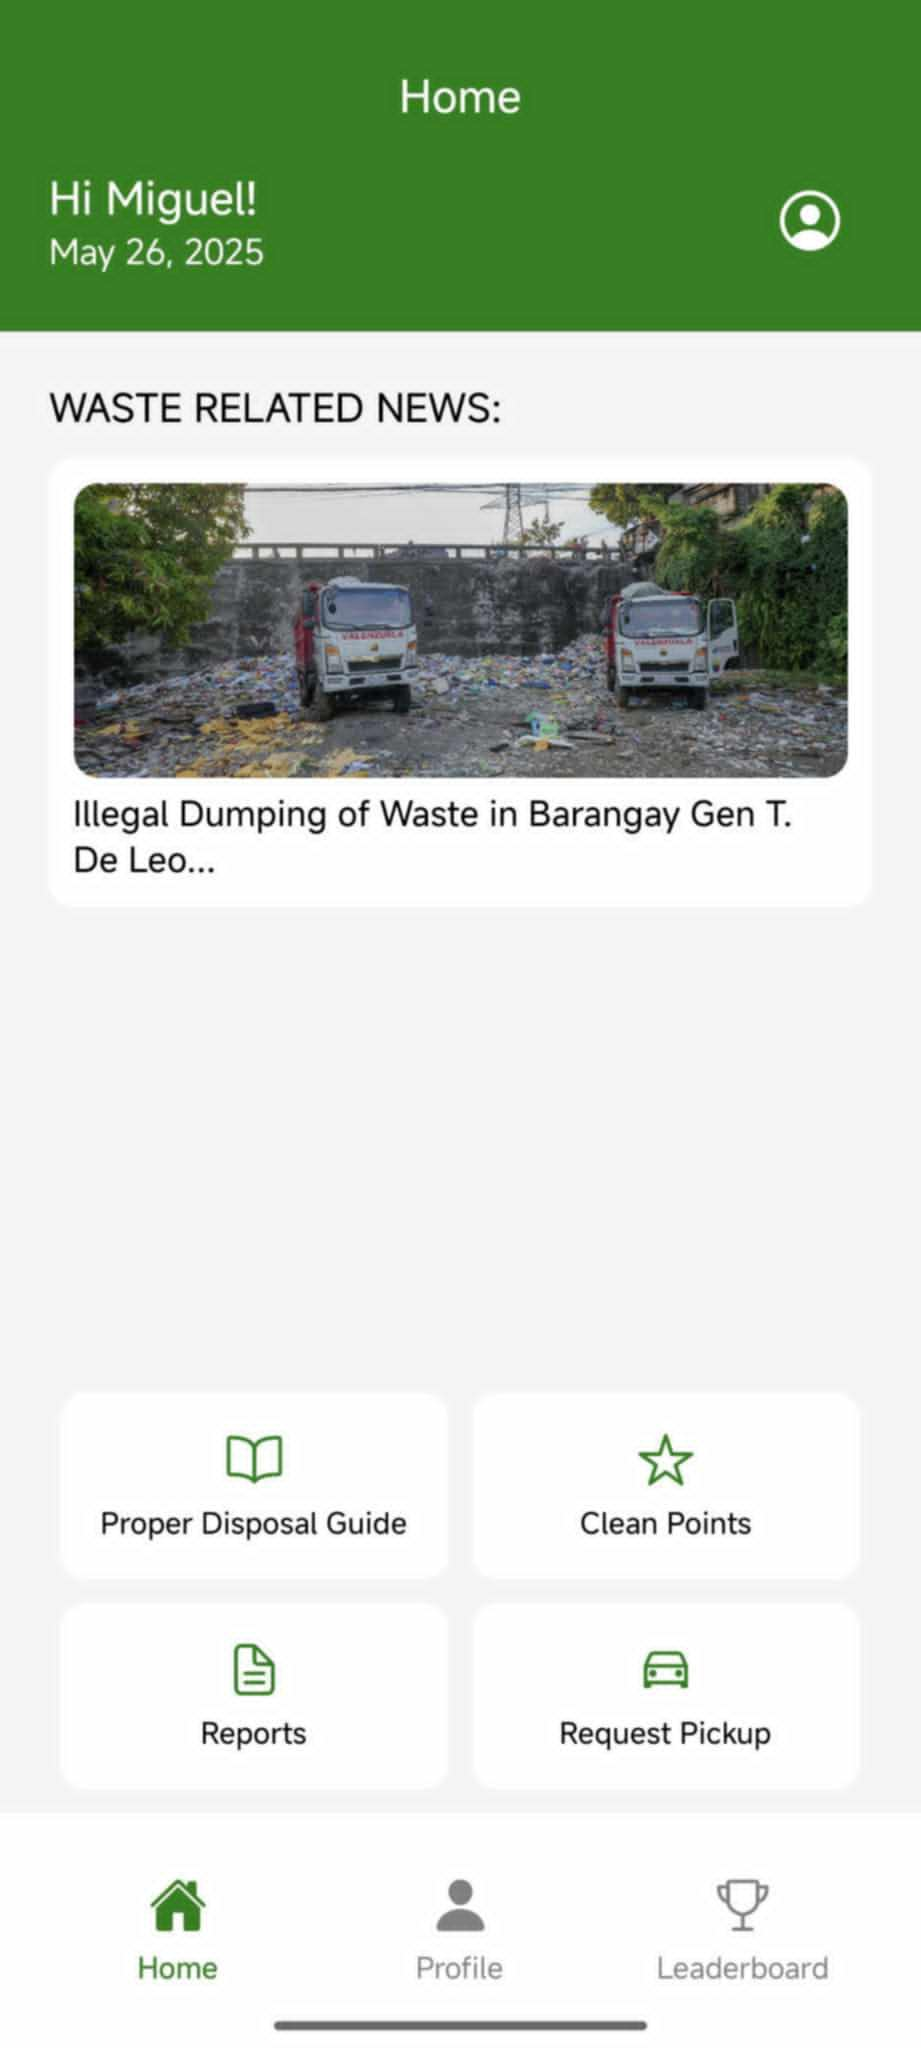 Home
Hi Miguel!
May 26, 2025
WASTE RELATED NEWS:
VALENZUELA
VALENZUELA
Illegal Dumping of Waste in Barangay Gen T.
De Leo...
Proper Disposal Guide
Clean Points
Reports
Request Pickup
Home
Profile
Leaderboard